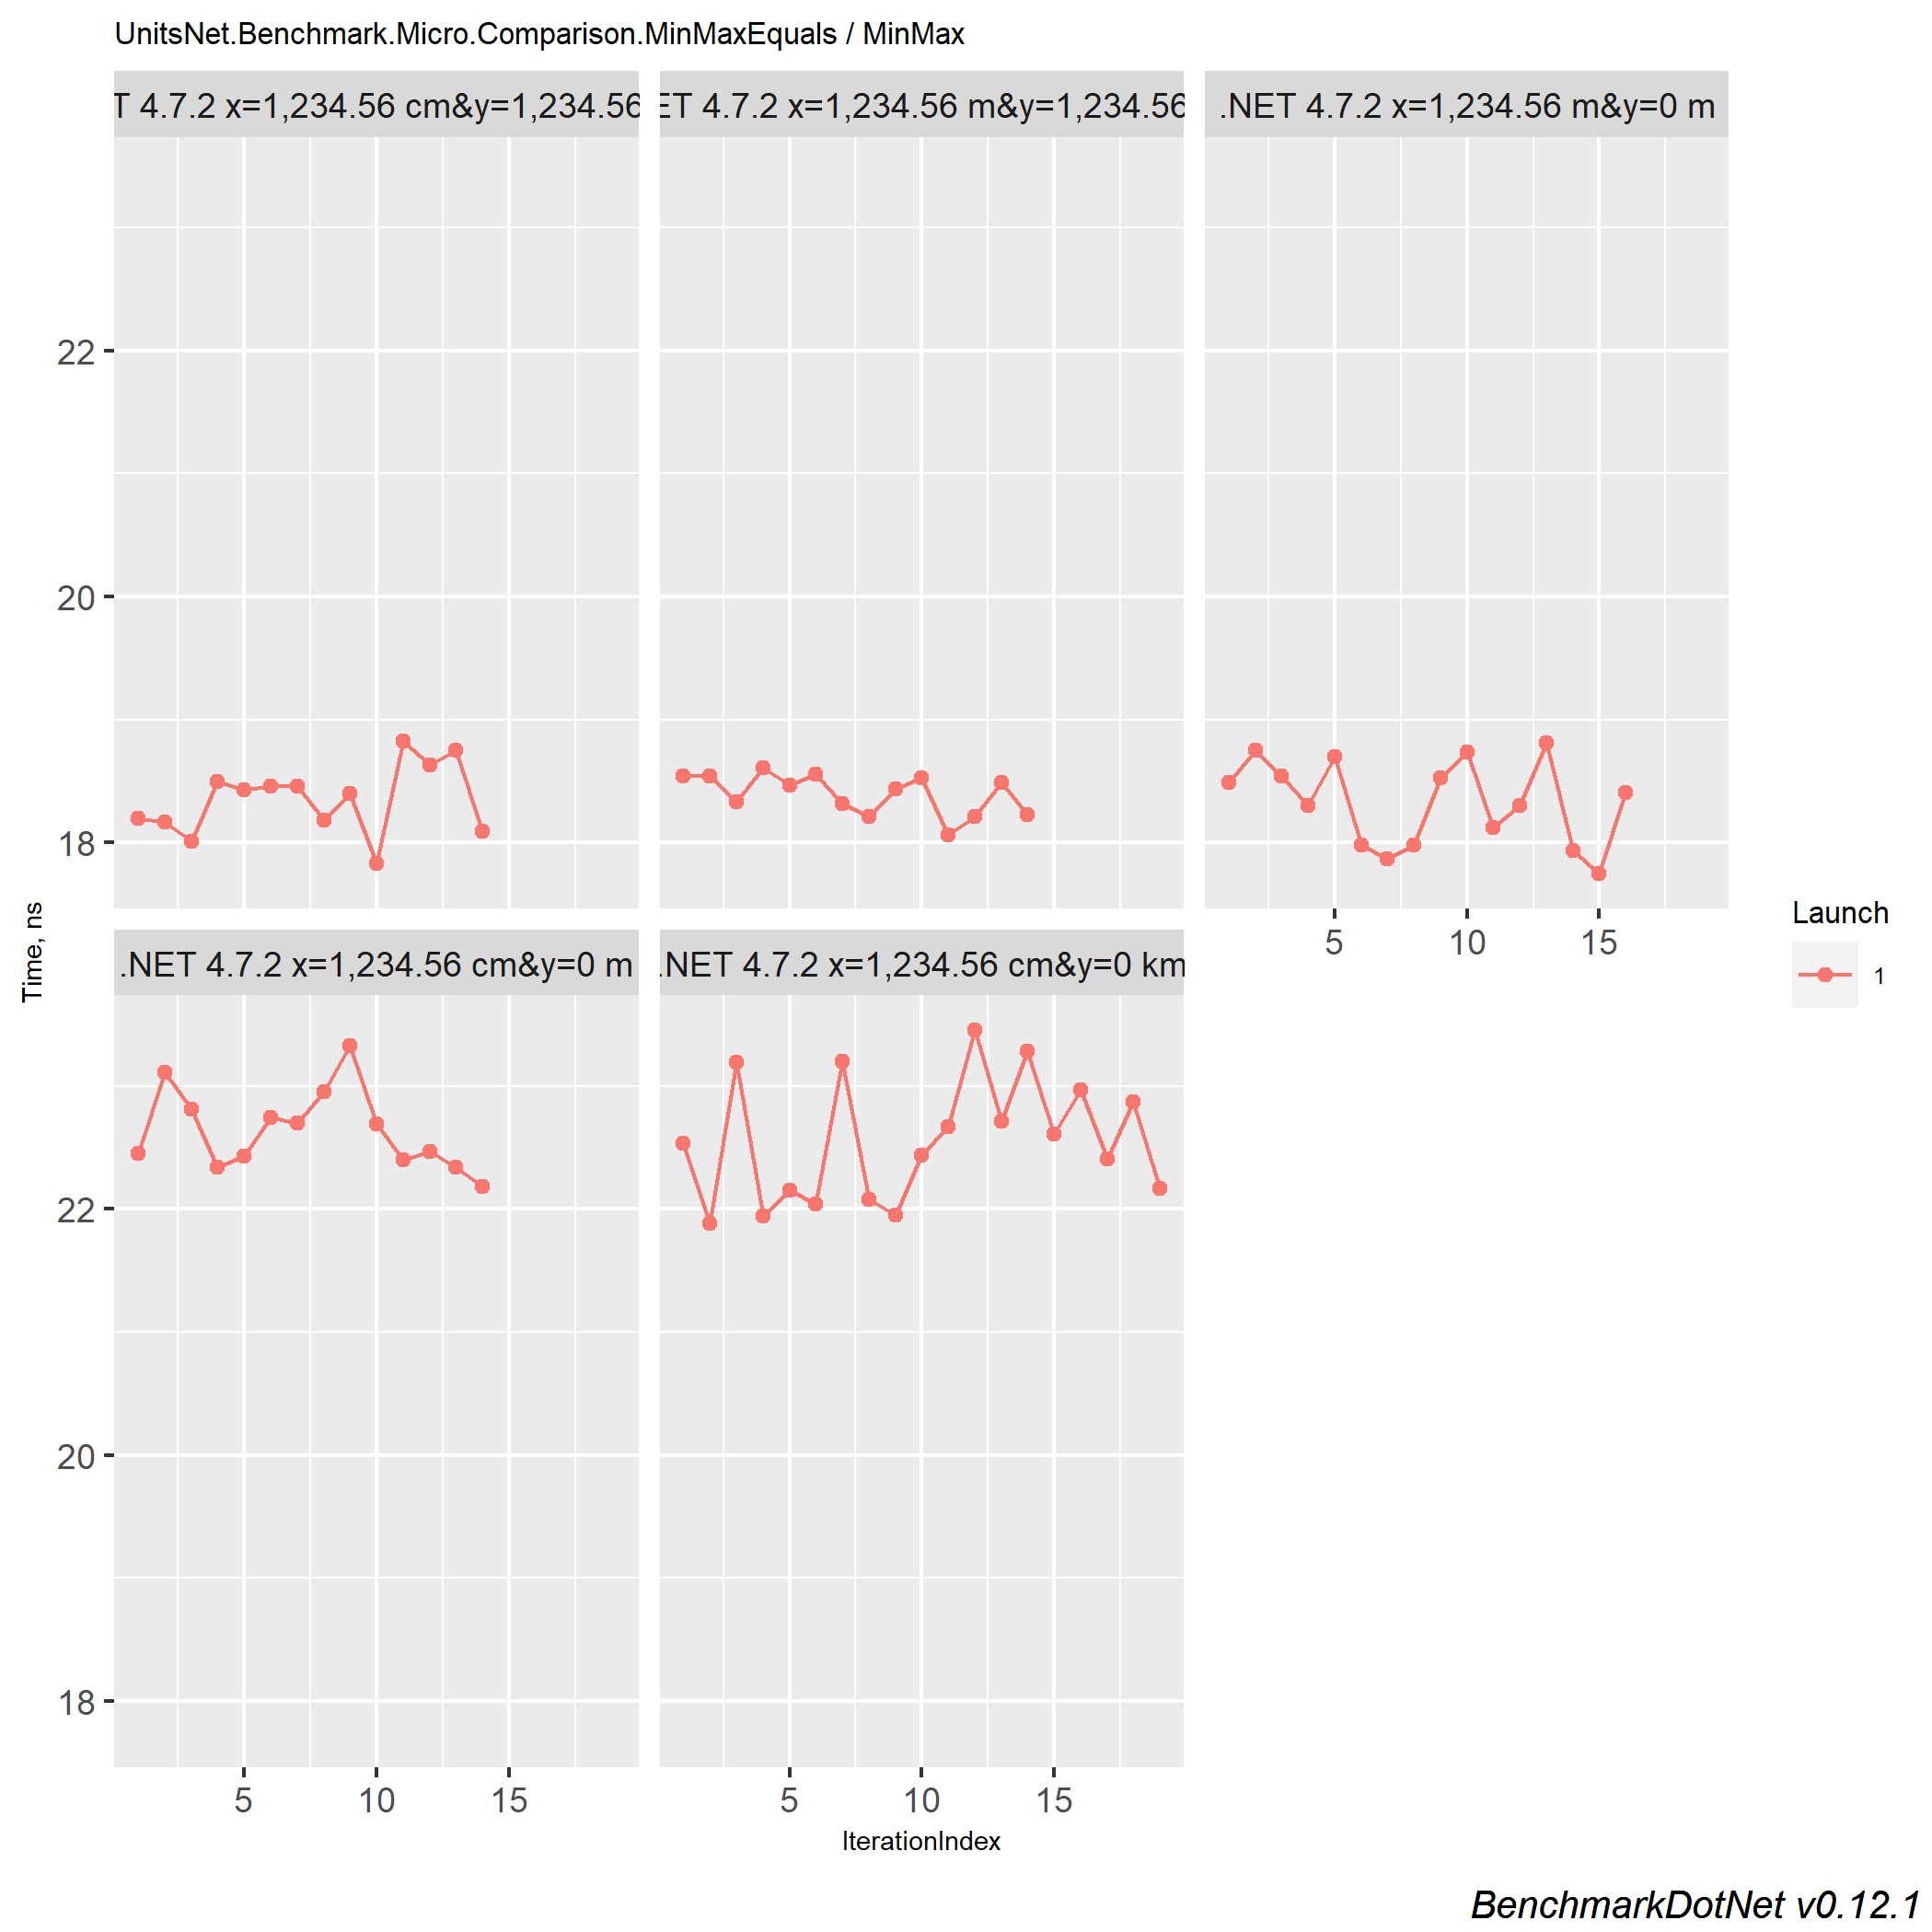 UnitsNet.Benchmark.Micro.Comparison.MinMaxEquals / MinMax
T 4.7.2 x=1,234.56 cm&y=1,234.56
ET 4.7.2 x=1,234.56 m&y=1,234.56
.NET 4.7.2 x=1,234.56 m&y=0 m
22
20
18
5 10 15
Time, ns
Launch
1
.NET 4.7.2 x=1,234.56 cm&y=0 m
.NET 4.7.2 x=1,234.56 cm&y=0 km
22
20
18
5 10 15
5 10 15
IterationIndex
BenchmarkDotNet v0.12.1